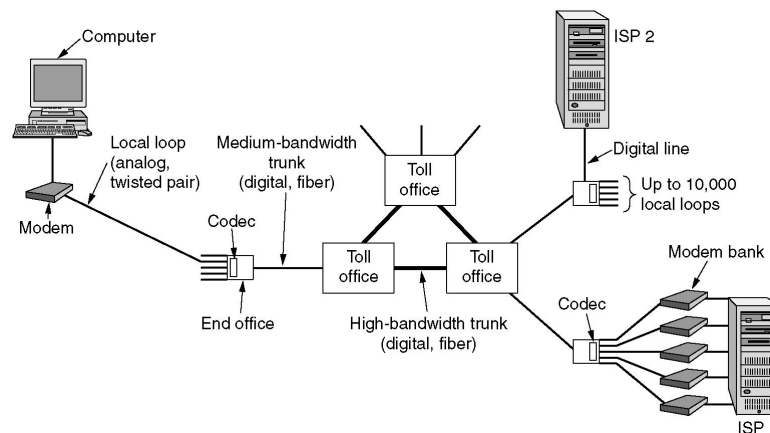 Computer
ISP 2
Local loop
(analog,
twisted pair)
Medium-bandwidth
trunk
(digital, fiber)
Digital line
Toll
office
Up to 10,000
local loops
Modem
Codec
Toll
office
Toll
office
Modem bank
End office
High-bandwidth trunk
(digital, fiber)
Codec
ISP